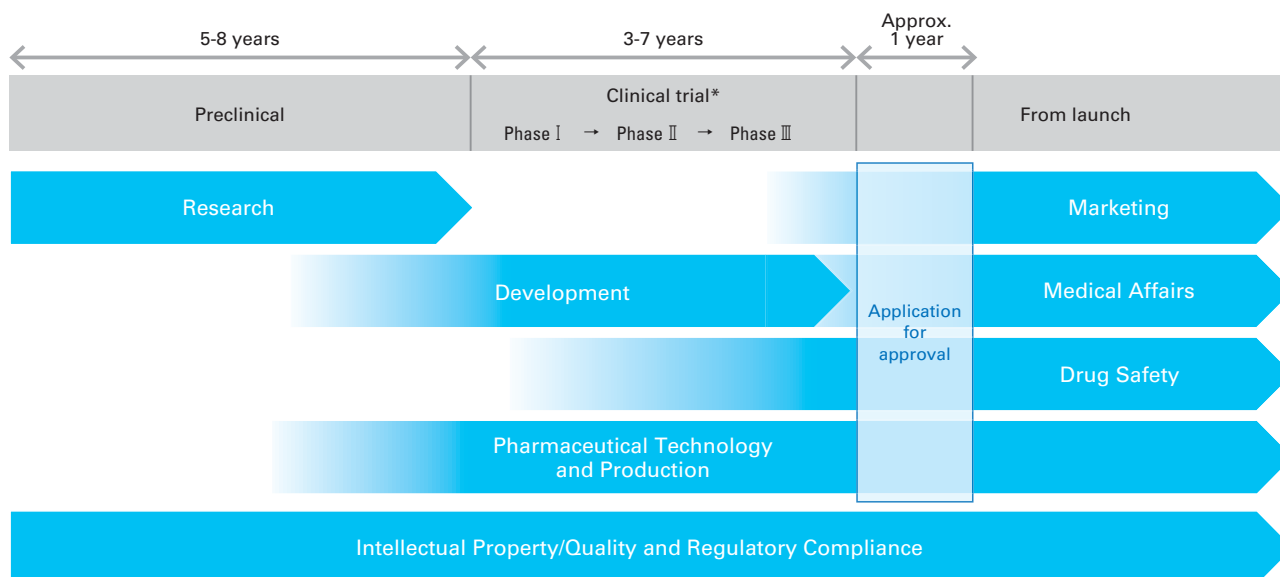 5-8 years
3-7 years
Approx.
1 year
Preclinical
Clinical trial*
Phase Ⅰ → Phase Ⅱ → Phase Ⅲ
From launch
Research
Marketing
Development
Medical Affairs
Application
for
approval
Drug Safety
Pharmaceutical Technology
and Production
Intellectual Property/Quality and Regulatory Compliance